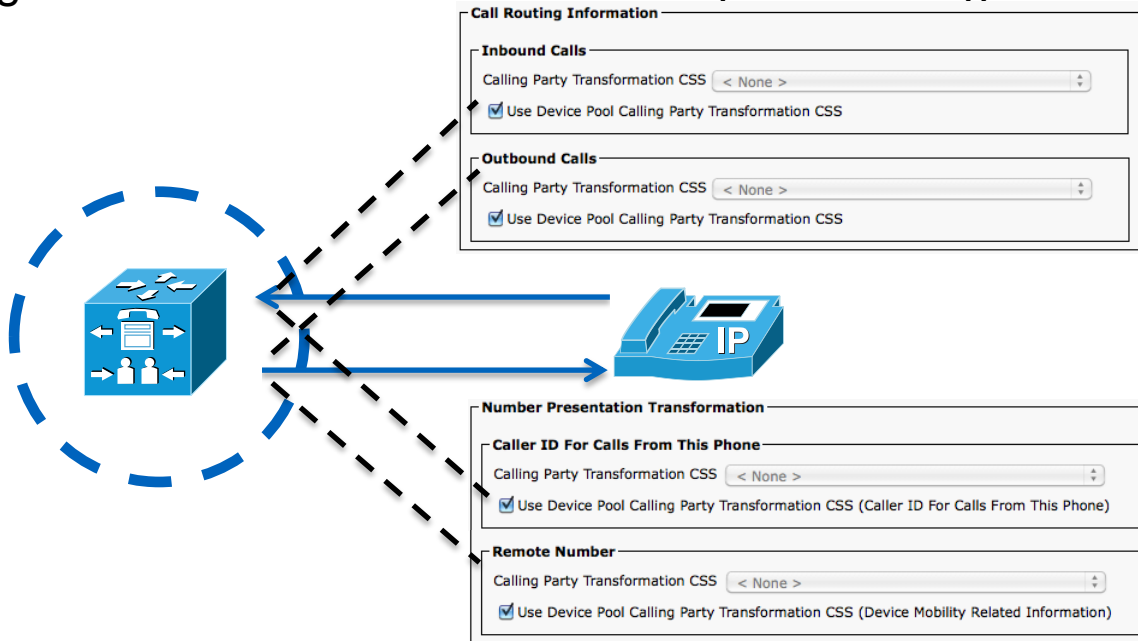 Call Routing Information
Inbound Calls
Calling Party Transformation CSS < None >
Use Device Pool Calling Party Transformation CSS
Outbound Calls
Calling Party Transformation CSS < None >
Use Device Pool Calling Party Transformation CSS
IP
Number Presentation Transformation
Caller ID For Calls From This Phone
Calling Party Transformation CSS < None >
Use Device Pool Calling Party Transformation CSS (Caller ID For Calls From This Phone)
Remote Number
Calling Party Transformation CSS < None >
Use Device Pool Calling Party Transformation CSS (Device Mobility Related Information)